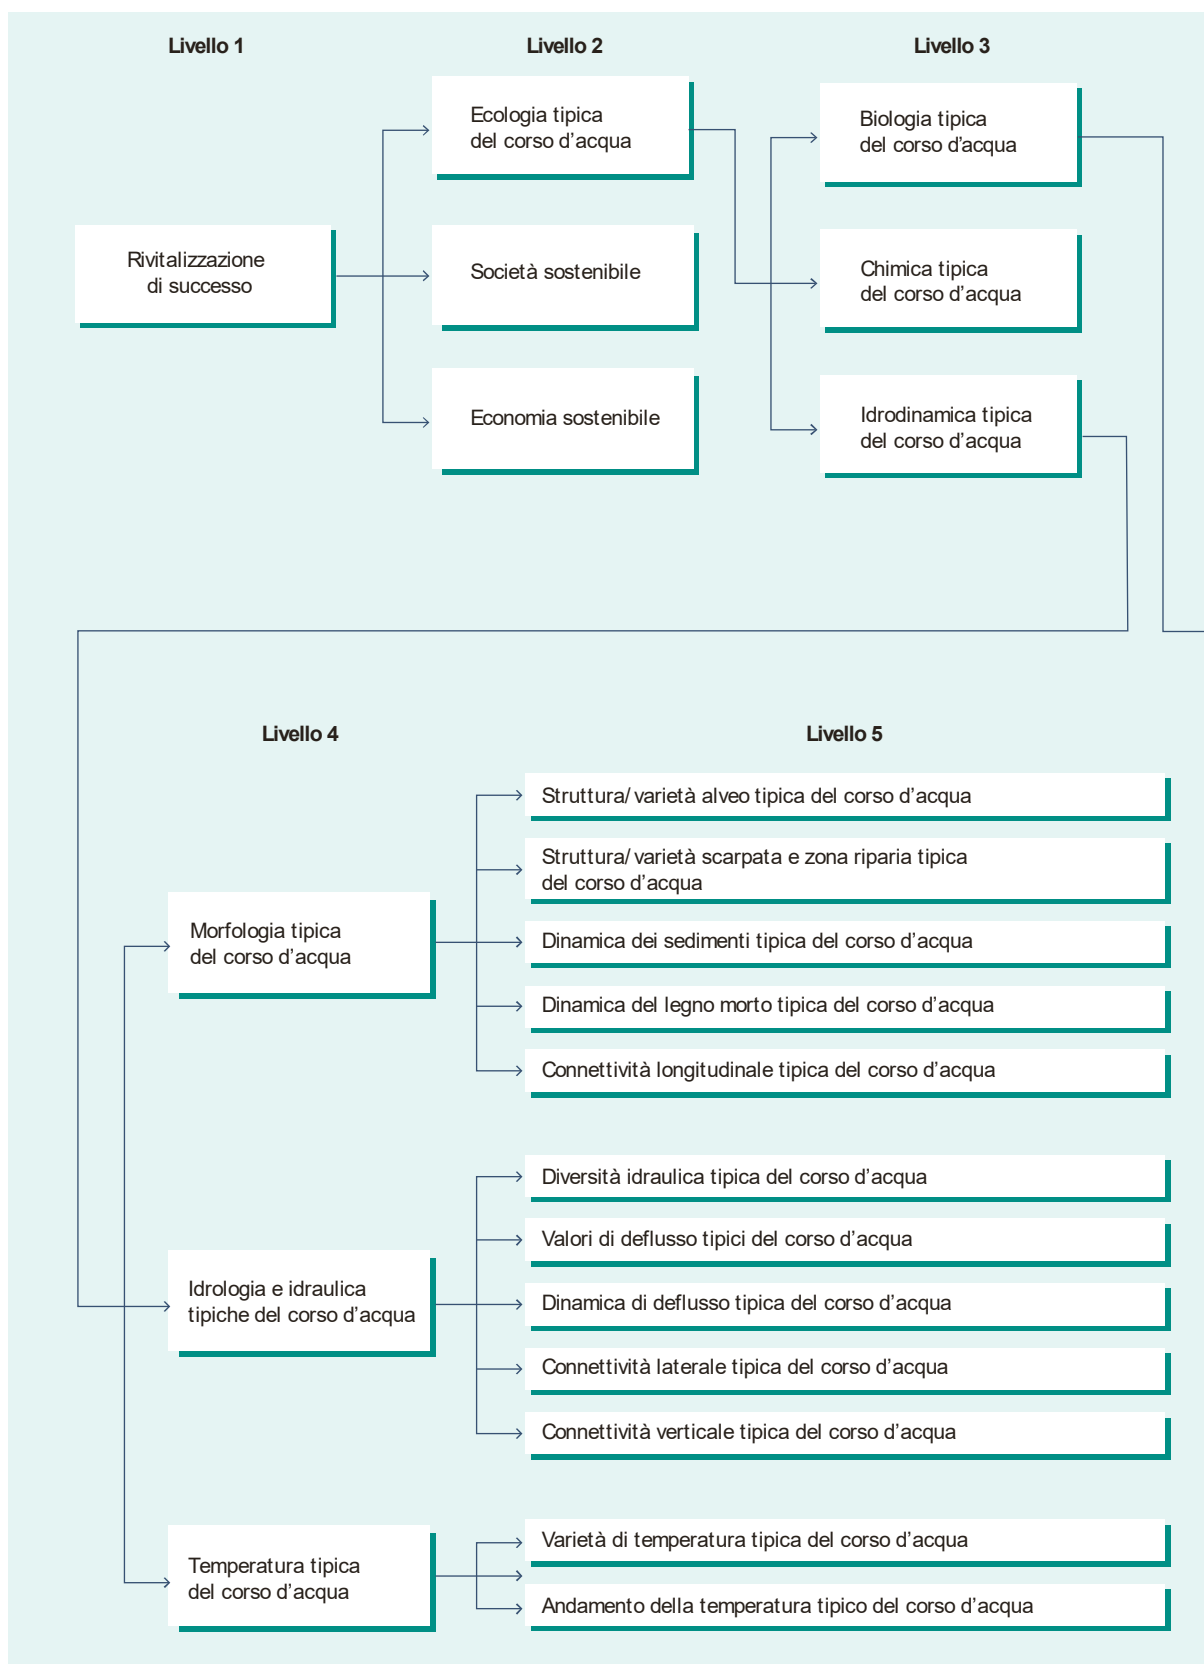 Livello 1
Livello 2
Livello 3
Rivitalizzazione
di successo
Ecologia tipica
del corso d'acqua
Società sostenibile
Economia sostenibile
Biologia tipica
del corso d'acqua
Chimica tipica
del corso d'acqua
Idrodinamica tipica
del corso d'acqua
Livello 4
Livello 5
Morfologia tipica
del corso d'acqua
Struttura/varietà alveo tipica del corso d'acqua
Struttura/varietà scarpata e zona riparia tipica
del corso d'acqua
Dinamica dei sedimenti tipica del corso d'acqua
Dinamica del legno morto tipica del corso d'acqua
Connettività longitudinale tipica del corso d'acqua
Idrologia e idraulica
tipiche del corso d'acqua
Diversità idraulica tipica del corso d'acqua
Valori di deflusso tipici del corso d'acqua
Dinamica di deflusso tipica del corso d'acqua
Connettività laterale tipica del corso d'acqua
Connettività verticale tipica del corso d'acqua
Temperatura tipica
del corso d'acqua
Varietà di temperatura tipica del corso d'acqua
Andamento della temperatura tipico del corso d'acqua